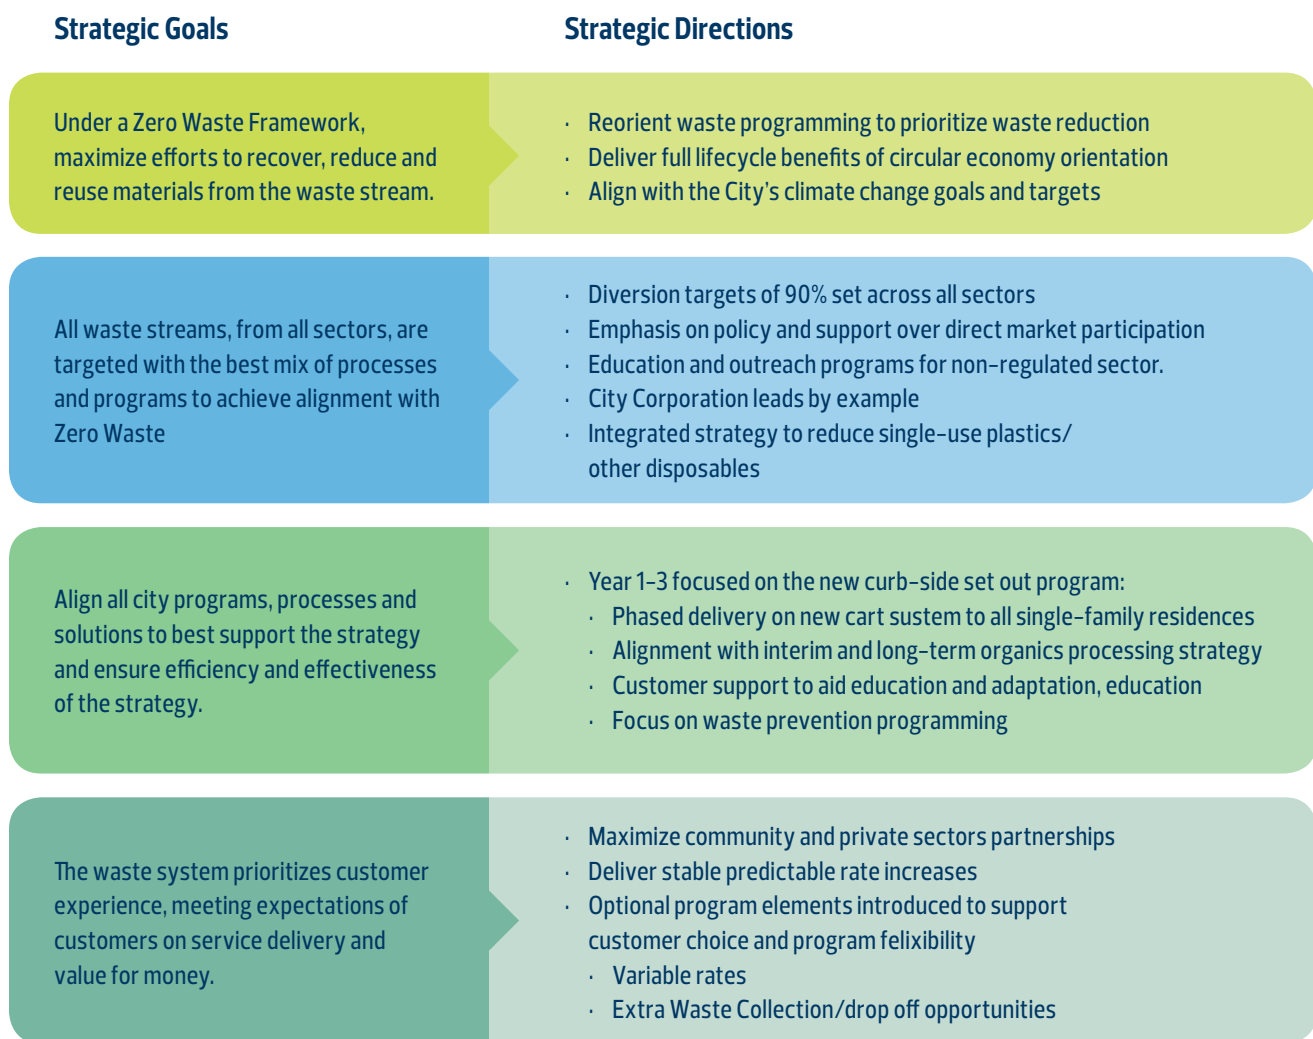 Strategic Goals
Strategic Directions
Under a Zero Waste Framework,
maximize efforts to recover, reduce and
reuse materials from the waste stream.
· Reorient waste programming to prioritize waste reduction
· Deliver full lifecycle benefits of circular economy orientation
· Align with the City's climate change goals and targets
All waste streams, from all sectors, are
targeted with the best mix of processes
and programs to achieve alignment with
Zero Waste
· Diversion targets of 90% set across all sectors
· Emphasis on policy and support over direct market participation
· Education and outreach programs for non-regulated sector.
· City Corporation leads by example
· Integrated strategy to reduce single-use plastics/
other disposables
Align all city programs, processes and
solutions to best support the strategy
and ensure efficiency and effectiveness
of the strategy.
· Year 1-3 focused on the new curb-side set out program:
· Phased delivery on new cart sustem to all single-family residences
· Alignment with interim and long-term organics processing strategy
· Customer support to aid education and adaptation, education
· Focus on waste prevention programming
The waste system prioritizes customer
experience, meeting expectations of
customers on service delivery and
value for money.
· Maximize community and private sectors partnerships
· Deliver stable predictable rate increases
· Optional program elements introduced to support
customer choice and program felixibility
· Variable rates
· Extra Waste Collection/drop off opportunities